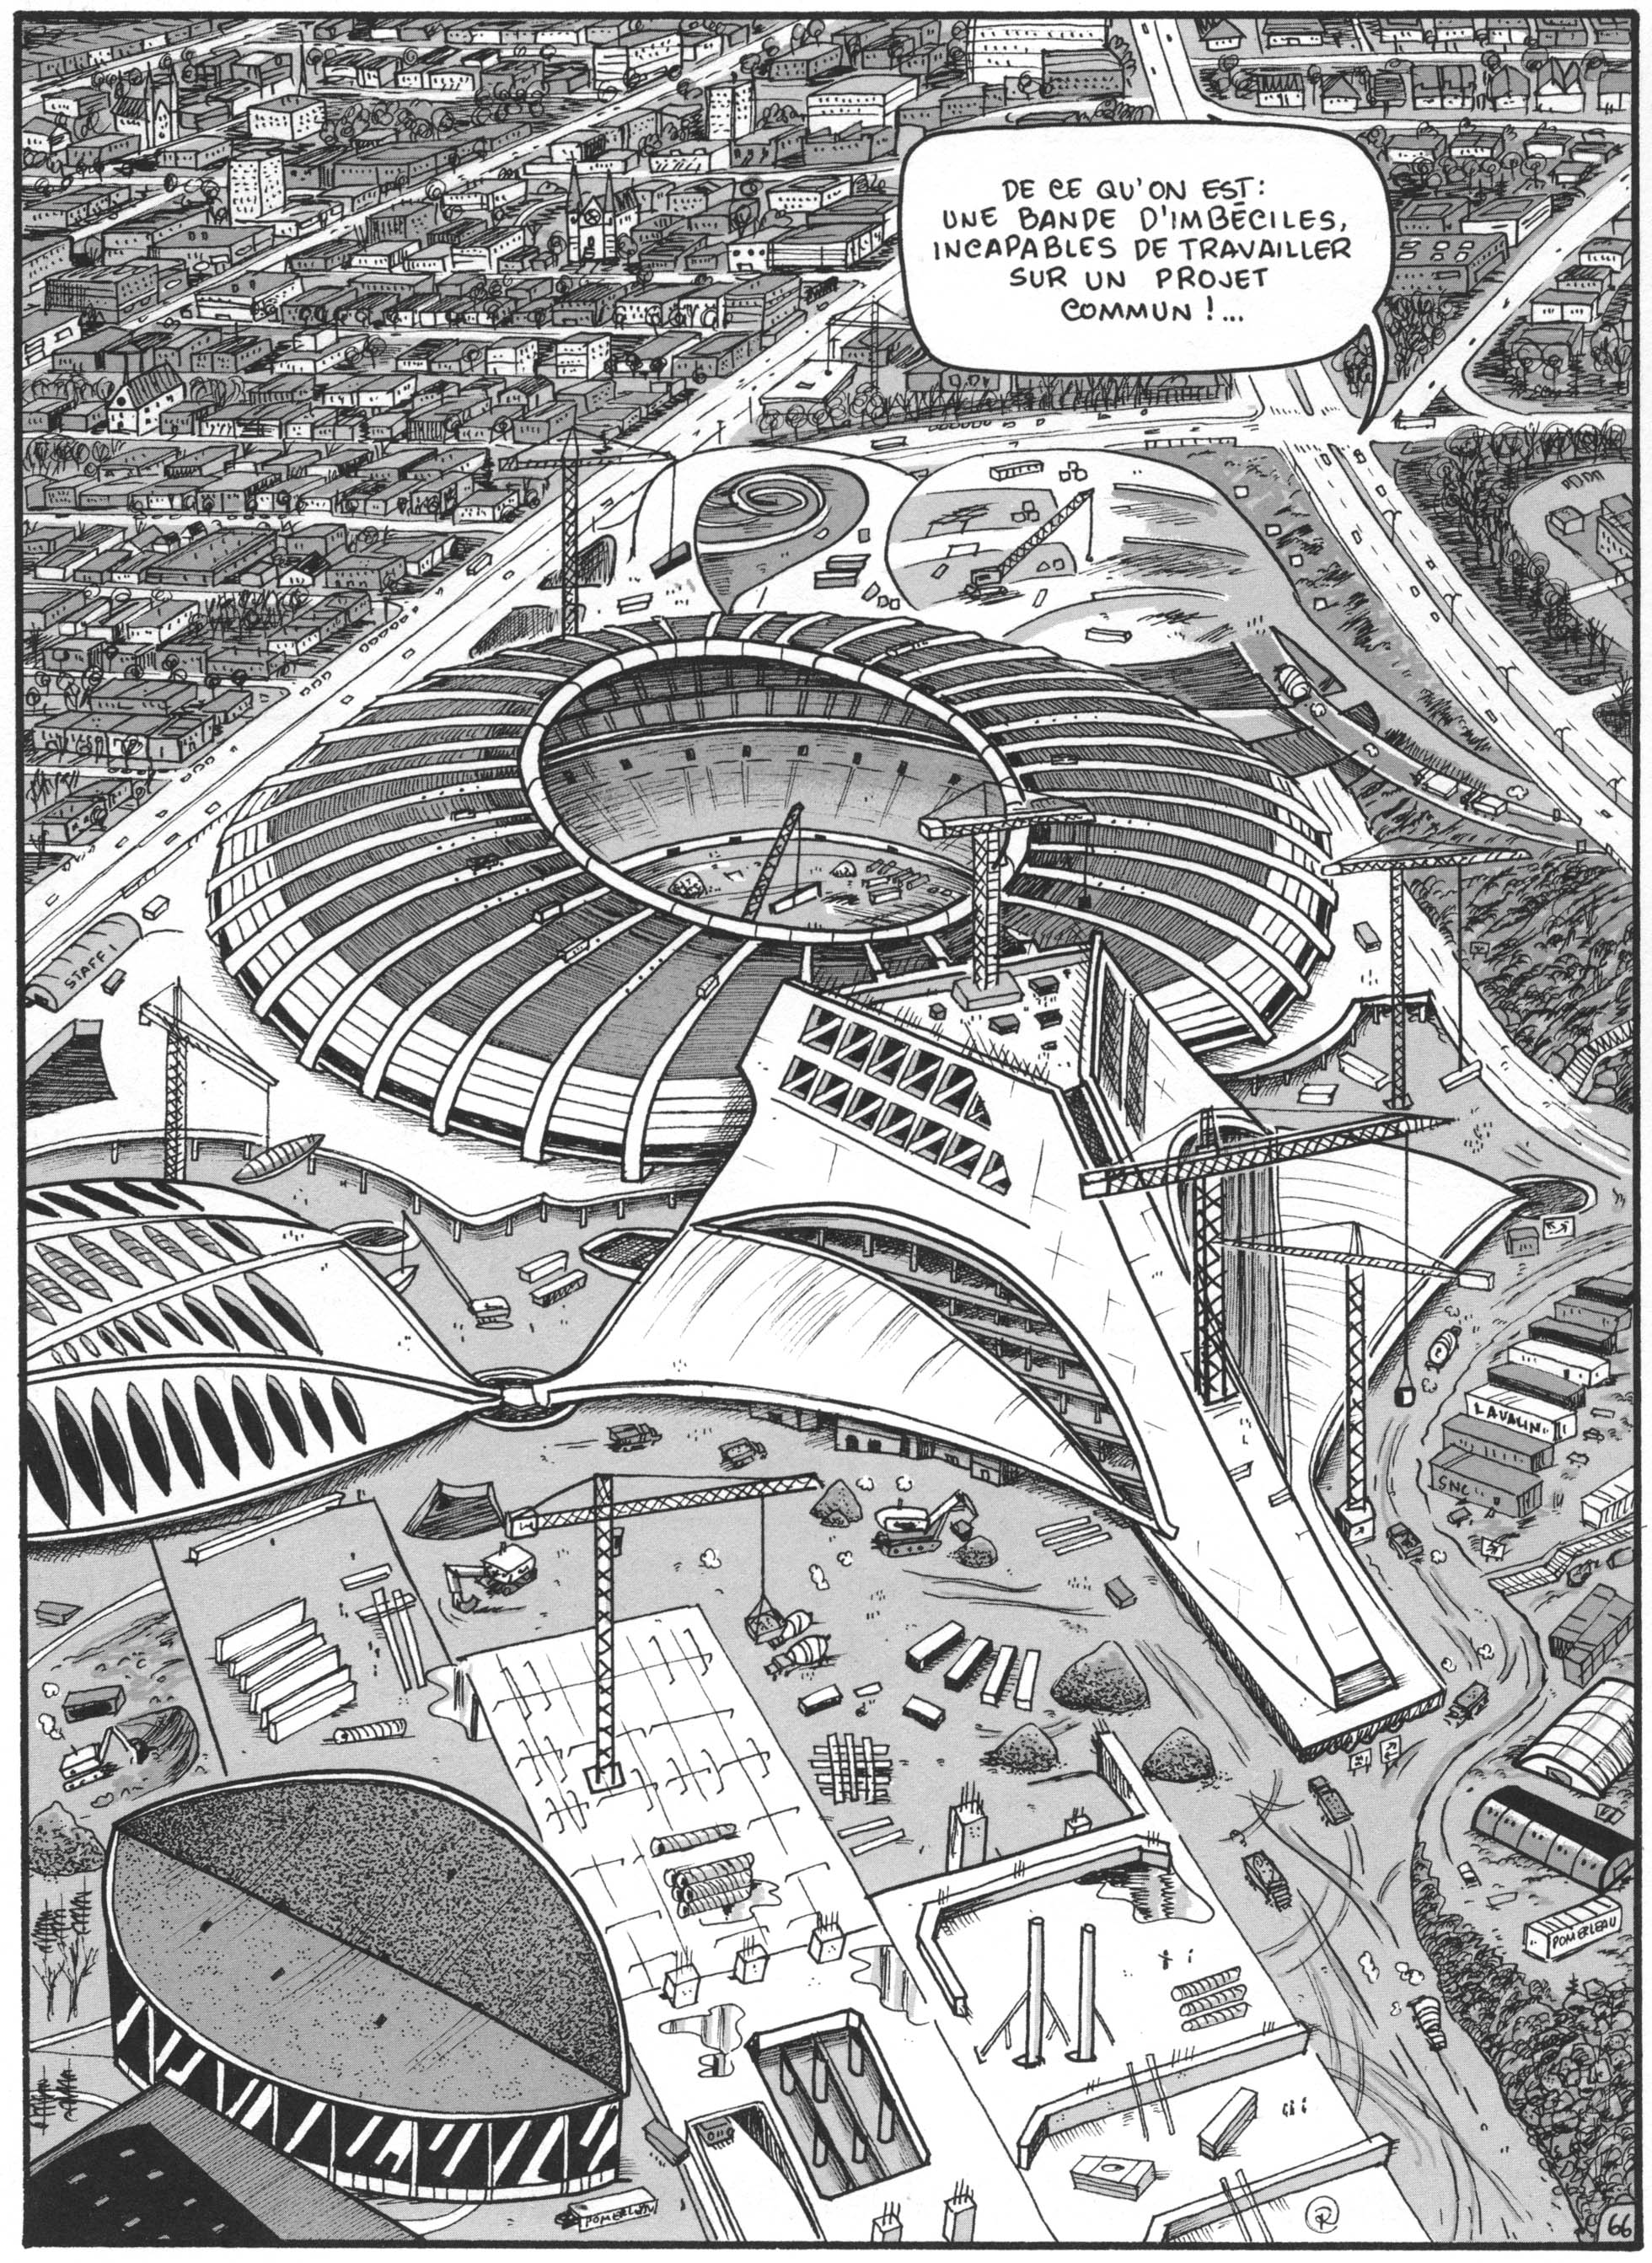 DE CE QU'ON EST:
UNE BANDE D'IMBÉCILES,
INCAPABLES DE TRAVAILLER
SUR UN PROJET
COMMUN !...
STAFF
LAVALIN
SNC
POMERLEAU
POMERLEAU
R
66